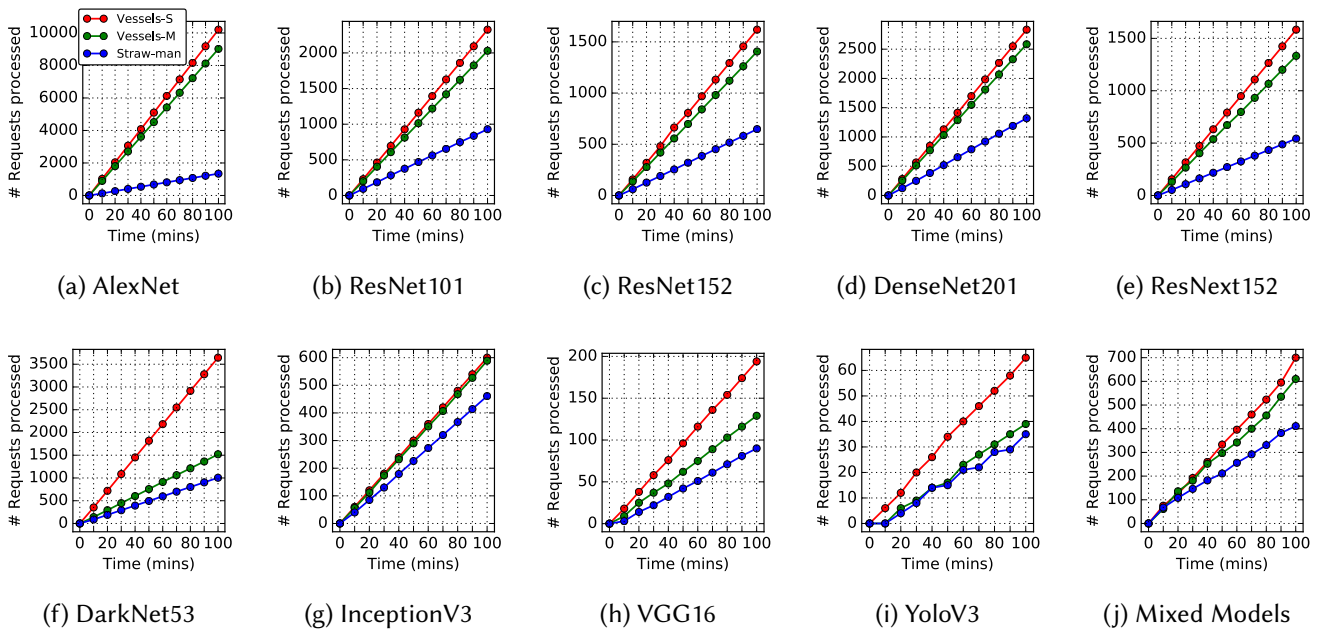 Vessels-S
Vessels-M
Straw-man
# Requests processed
10000
8000
6000
4000
2000
0
0 20 40 60 80 100
Time (mins)
(a) AlexNet
# Requests processed
2000
1500
1000
500
0
0 20 40 60 80 100
Time (mins)
(b) ResNet101
# Requests processed
1500
1000
500
0
0 20 40 60 80 100
Time (mins)
(c) ResNet152
# Requests processed
2500
2000
1500
1000
500
0
0 20 40 60 80 100
Time (mins)
(d) DenseNet201
# Requests processed
1500
1000
500
0
0 20 40 60 80 100
Time (mins)
(e) ResNext152
# Requests processed
3500
3000
2500
2000
1500
1000
500
0
0 20 40 60 80 100
Time (mins)
(f) DarkNet53
# Requests processed
600
500
400
300
200
100
0
0 20 40 60 80 100
Time (mins)
(g) InceptionV3
# Requests processed
200
150
100
50
0
0 20 40 60 80 100
Time (mins)
(h) VGG16
# Requests processed
60
50
40
30
20
10
0
0 20 40 60 80 100
Time (mins)
(i) YoloV3
# Requests processed
700
600
500
400
300
200
100
0
0 20 40 60 80 100
Time (mins)
(j) Mixed Models